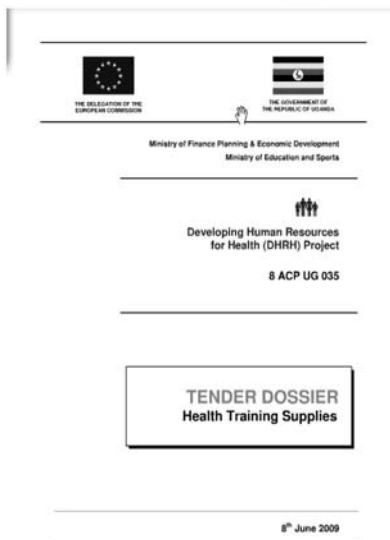 THE DELEGATION OF THE
EUROPEAN COMMISSION
THE GOVERNMENT OF
THE REPUBLIC OF UGANDA
Ministry of Finance Planning & Economic Development
Ministry of Education and Sports
Developing Human Resources
for Health (DHRH) Project
8 ACP UG 035
TENDER DOSSIER
Health Training Supplies
8th June 2009